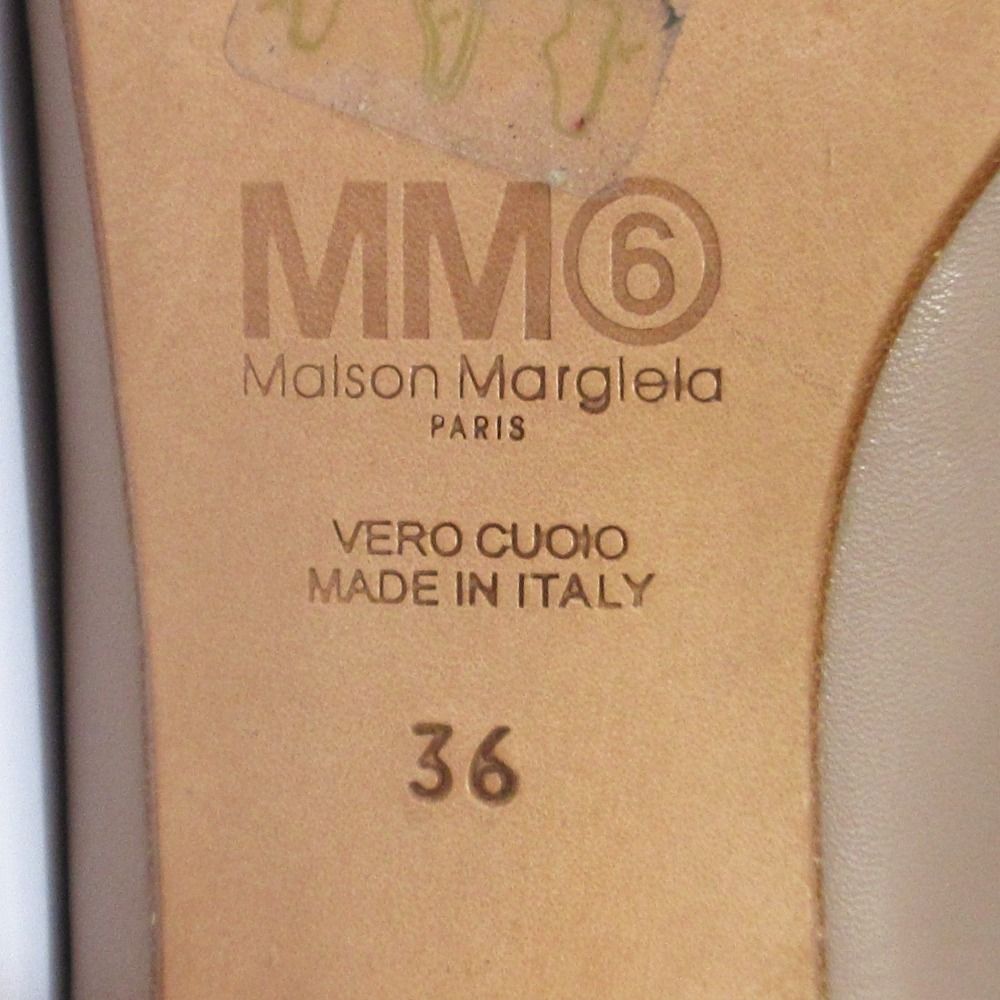 MM⑥
Maison Margiela
PARIS
VERO CUOIO
MADE IN ITALY
36